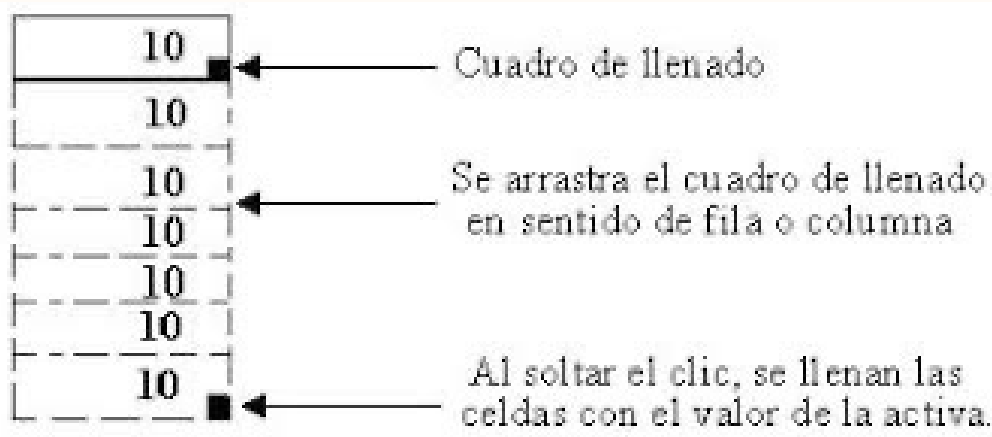 10
Cuadro de llenado
10
10
Se arrastra el cuadro de llenado
en sentido de fila o columna
10
10
10
10
Al soltar el clic, se llenan las
celdas con el valor de la activa.